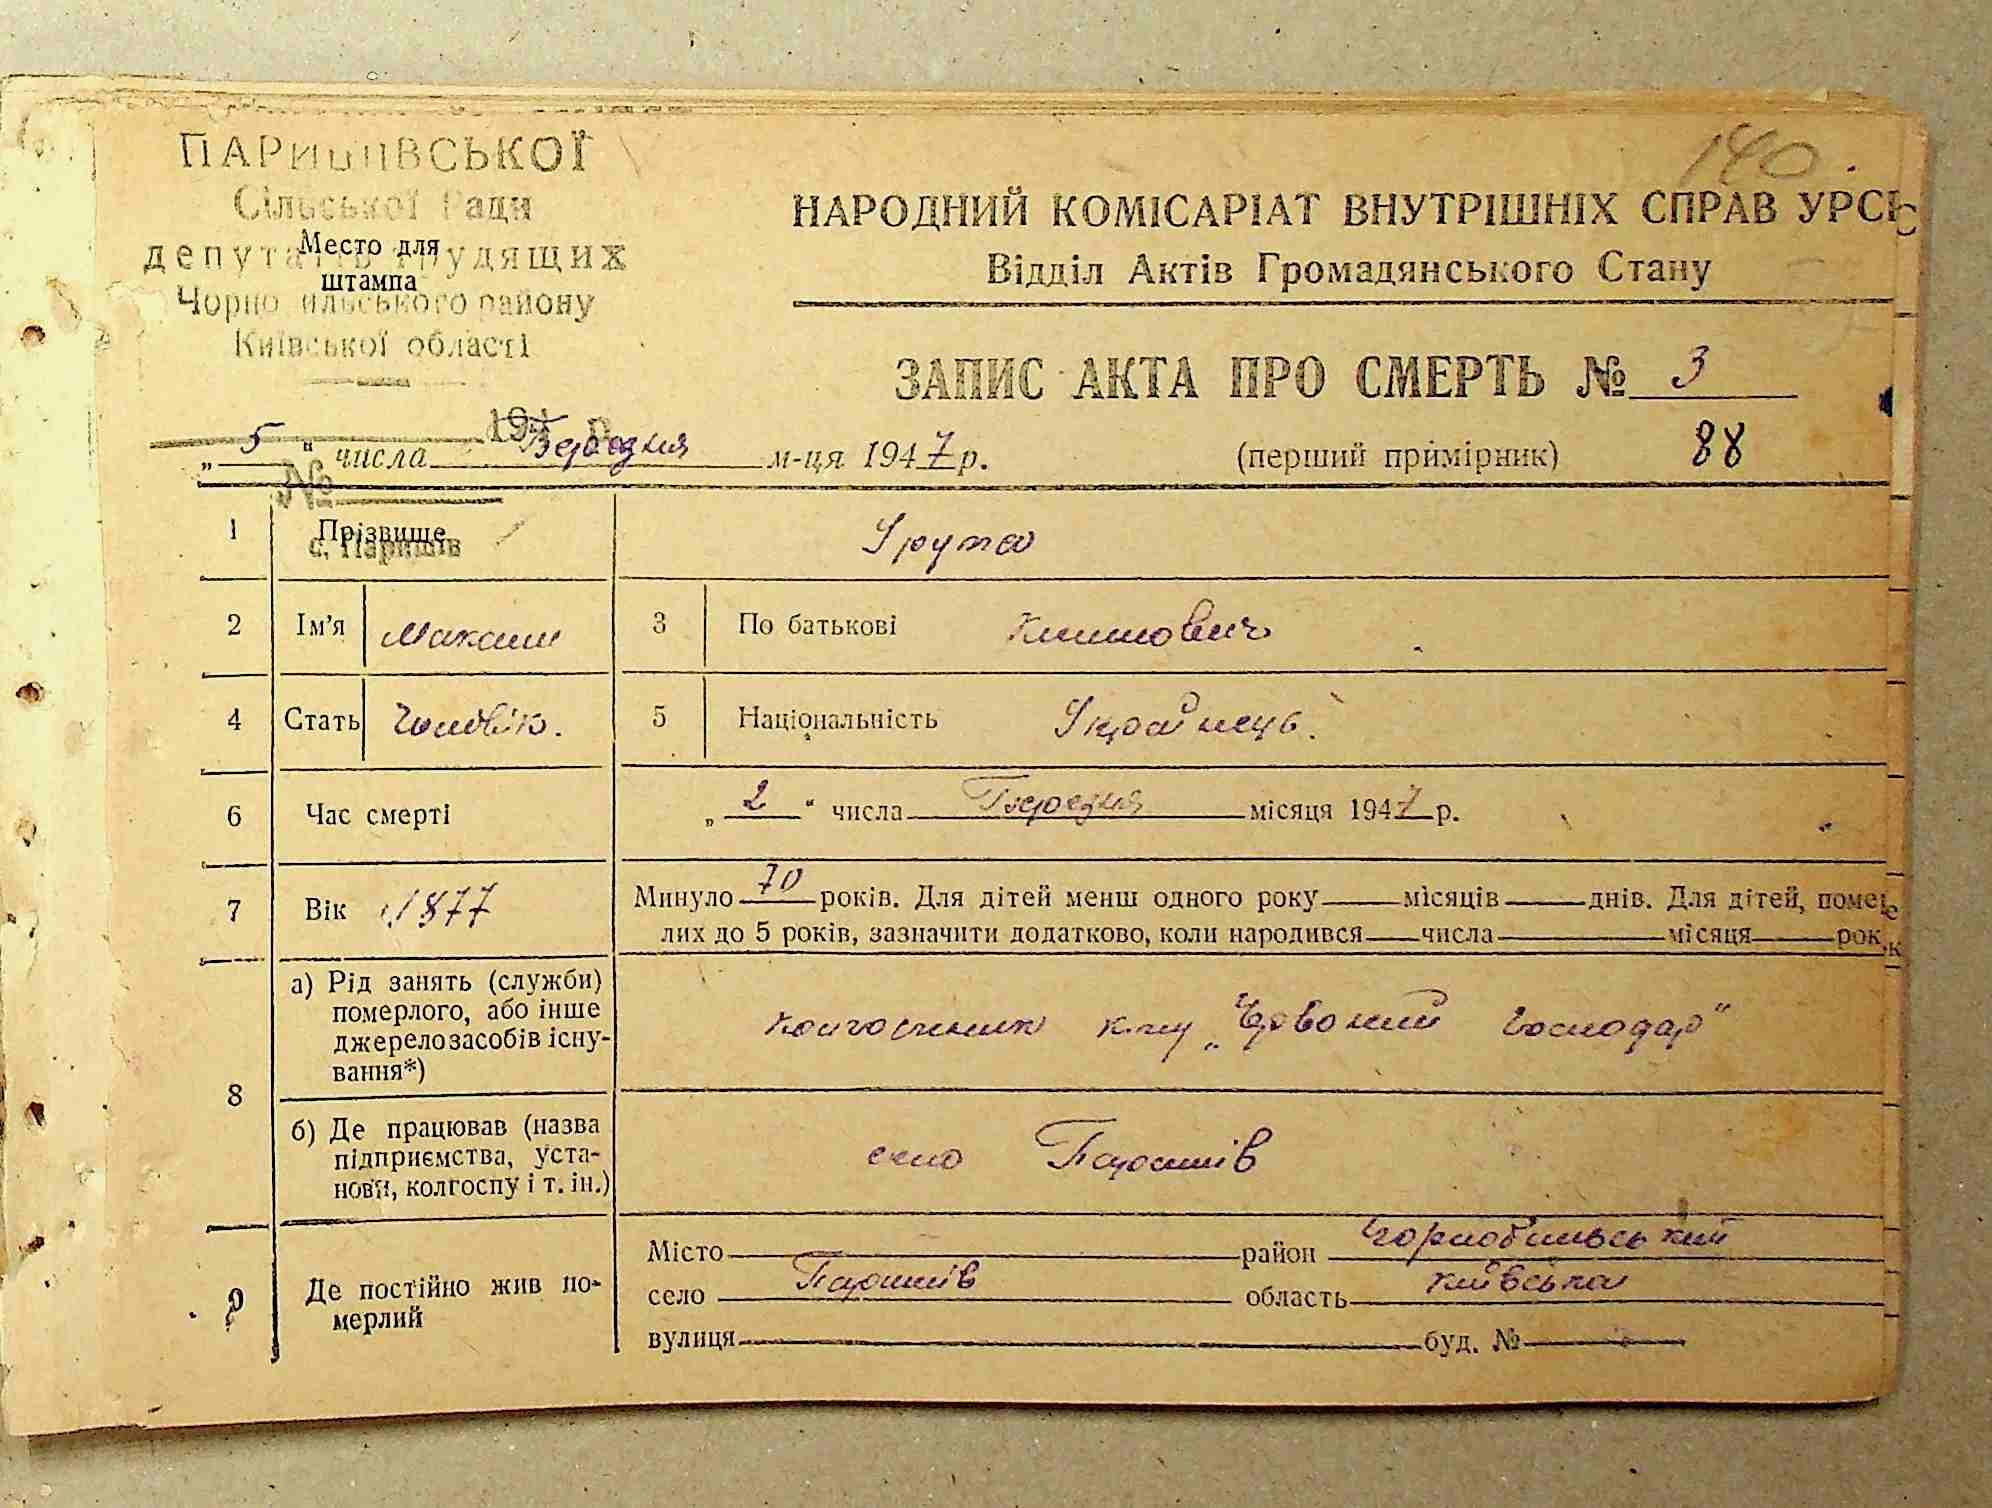 140
ПАРИШІВСЬКОЇ
Сільської Ради
депутатів трудящих
Чорнобильського району
Київської області
Место для
штампа
194 р.
№
с. Паришів
НАРОДНИЙ КОМІСАРІАТ ВНУТРІШНІХ СПРАВ УРСР
Відділ Актів Громадянського Стану
ЗАПИС АКТА ПРО СМЕРТЬ № 3
„ 5 " числа м-ця 1947 р. (перший примірник) 88
1 Прізвище
2 Ім'я Максим 3 По батькові Климович
4 Стать Чоловік. 5 Національність Українець.
6 Час смерті „ 2 " числа місяця 1947 р.
7 Вік 1877 Минуло 70 років. Для дітей менш одного року місяців днів. Для дітей, помер-
лих до 5 років, зазначити додатково, коли народився числа місяця рок
8 а) Рід занять (служби)
померлого, або інше
джерело засобів існу-
вання*)
колгоспник к-пу „Червоний Господар"
б) Де працював (назва
підприємства, уста-
нови, колгоспу і т. ін.)
село Паришів
9 Де постійно жив по-
мерлий
Місто район Чорнобильський
село Паришів область Київська
вулиця буд. №